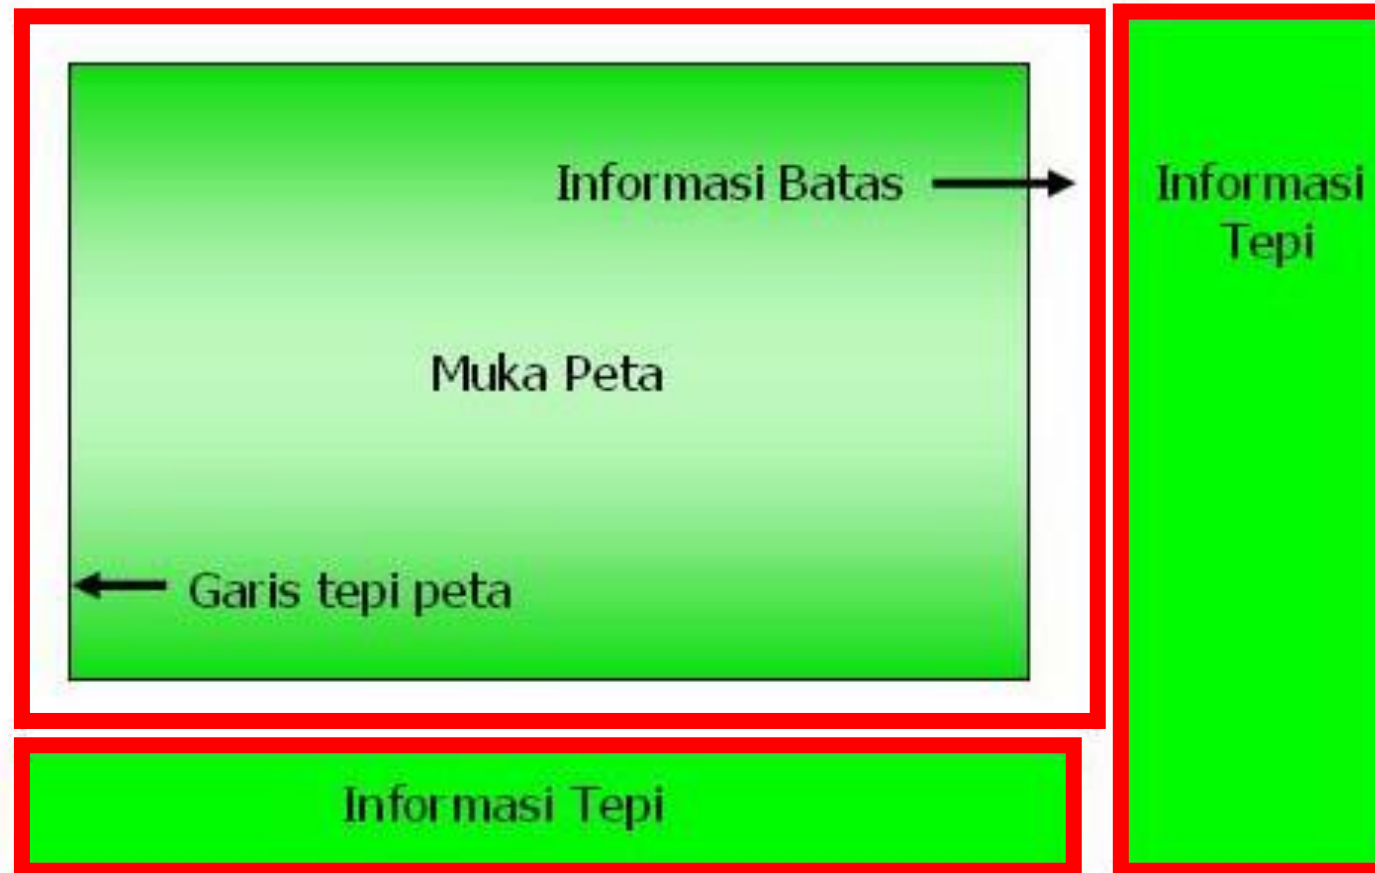 Informasi Batas
Informasi
Tepi
Muka Peta
Garis tepi peta
Informasi Tepi